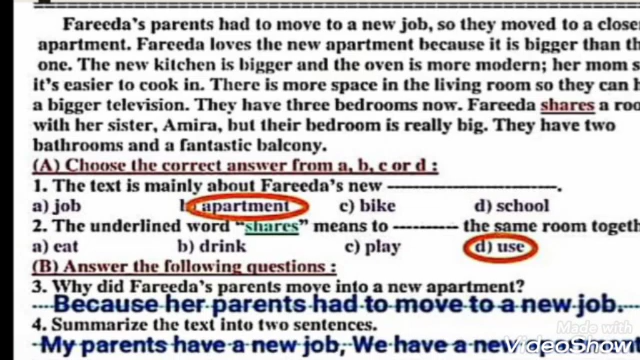 Fareeda's parents had to move to a new job, so they moved to a close
apartment. Fareeda loves the new apartment because it is bigger than th
one. The new kitchen is bigger and the oven is more modern; her mom s
it's easier to cook in. There is more space in the living room so they can h
a bigger television. They have three bedrooms now. Fareeda shares a roo
with her sister, Amira, but their bedroom is really big. They have two
bathrooms and a fantastic balcony.
(A) Choose the correct answer from a, b, c or d :
1. The text is mainly about Fareeda's new --------------------.
a) job b) apartment c) bike d) school
2. The underlined word "shares" means to ---------- the same room togeth
a) eat b) drink c) play d) use
(B) Answer the following questions :
3. Why did Fareeda's parents move into a new apartment?
Because her parents had to move to a new job.
4. Summarize the text into two sentences.
My parents have a new job, We have a new
Made with
VideoShow